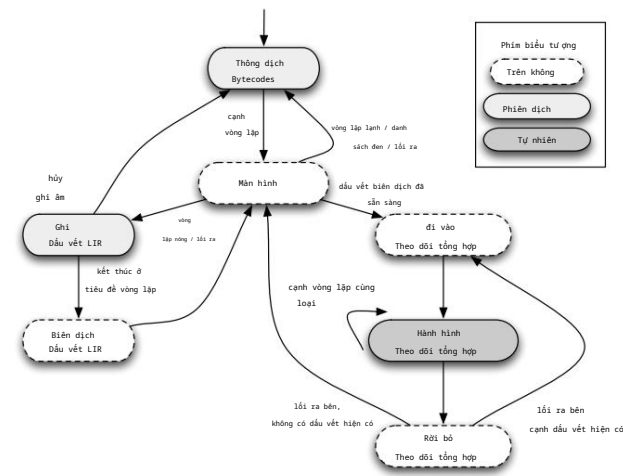 Thông dịch
Bytecodes
cạnh
vòng lặp
vòng lặp lạnh / danh
sách đen / lối ra
Phím biểu tượng
Trên không
Phiên dịch
Tự nhiên
hủy
ghi âm
Màn hình
dấu vết biên dịch đã
sẵn sàng
Ghi
Dấu vết LIR
vòng
lặp nóng / lối ra
đi vào
Theo dõi tổng hợp
kết thúc ở
tiêu đề vòng lặp
cạnh vòng lặp cùng
loại
Biên dịch
Dấu vết LIR
Hành hình
Theo dõi tổng hợp
lối ra bên,
không có dấu vết hiện có
lối ra bên
cạnh dấu vết hiện có
Rời bỏ
Theo dõi tổng hợp